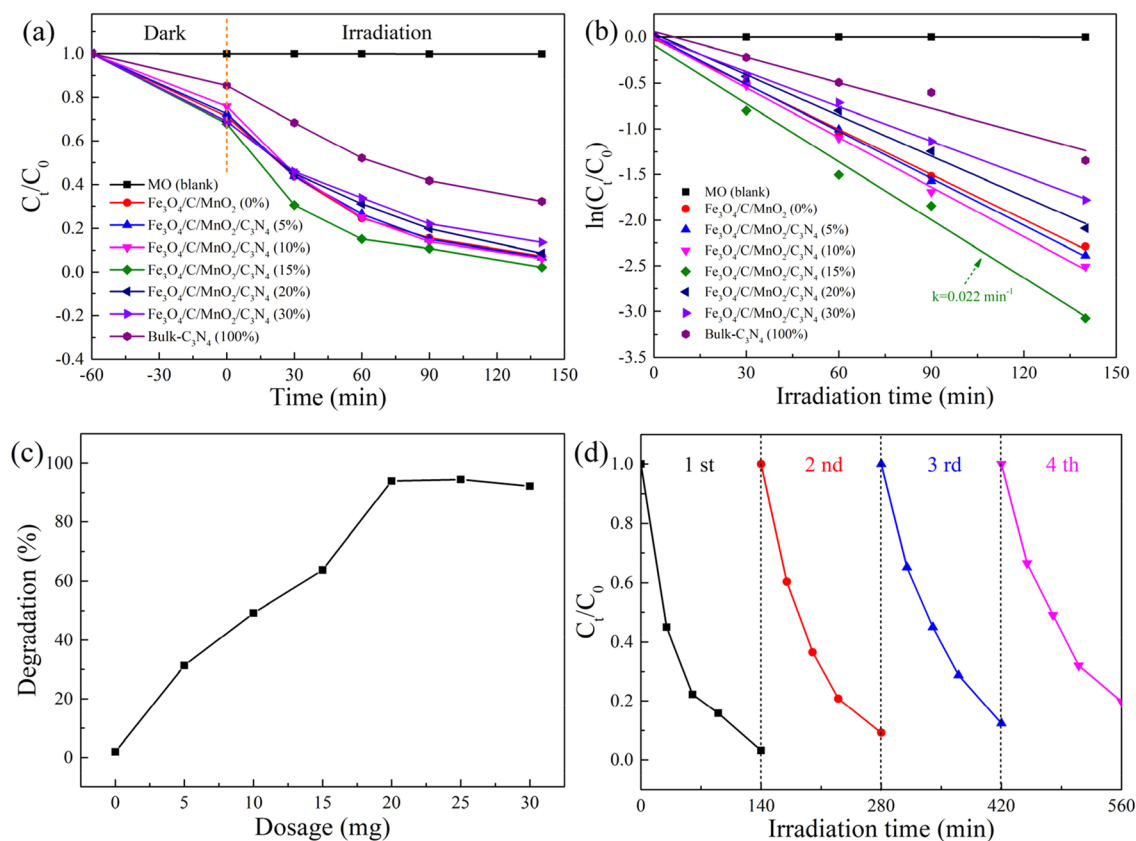 (a)
Dark
Irradiation
1.0
0.8
0.6
0.4
0.2
0.0
-0.2
-0.4
Cₜ/C₀
MO (blank)
Fe₃O₄/C/MnO₂ (0%)
Fe₃O₄/C/MnO₂/C₃N₄ (5%)
Fe₃O₄/C/MnO₂/C₃N₄ (10%)
Fe₃O₄/C/MnO₂/C₃N₄ (15%)
Fe₃O₄/C/MnO₂/C₃N₄ (20%)
Fe₃O₄/C/MnO₂/C₃N₄ (30%)
Bulk-C₃N₄ (100%)
-60 -30 0 30 60 90 120 150
Time (min)
(b)
0.0
-0.5
-1.0
-1.5
-2.0
-2.5
-3.0
-3.5
ln(Cₜ/C₀)
MO (blank)
Fe₃O₄/C/MnO₂ (0%)
Fe₃O₄/C/MnO₂/C₃N₄ (5%)
Fe₃O₄/C/MnO₂/C₃N₄ (10%)
Fe₃O₄/C/MnO₂/C₃N₄ (15%)
Fe₃O₄/C/MnO₂/C₃N₄ (20%)
Fe₃O₄/C/MnO₂/C₃N₄ (30%)
Bulk-C₃N₄ (100%)
k=0.022 min⁻¹
0 30 60 90 120 150
Irradiation time (min)
(c)
100
80
60
40
20
0
Degradation (%)
0 5 10 15 20 25 30
Dosage (mg)
(d)
1 st 2 nd 3 rd 4 th
1.0
0.8
0.6
0.4
0.2
0.0
Cₜ/C₀
0 140 280 420 560
Irradiation time (min)